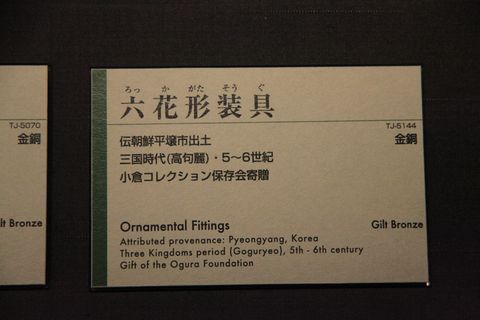 TJ-5070
金銅
ilt Bronze
ろっかがたそうぐ
六花形装具
TJ-5144
金銅
伝朝鮮平壌市出土
三国時代(高句麗)・5～6世紀
小倉コレクション保存会寄贈
Ornamental Fittings
Gilt Bronze
Attributed provenance: Pyeongyang, Korea
Three Kingdoms period (Goguryeo), 5th - 6th century
Gift of the Ogura Foundation